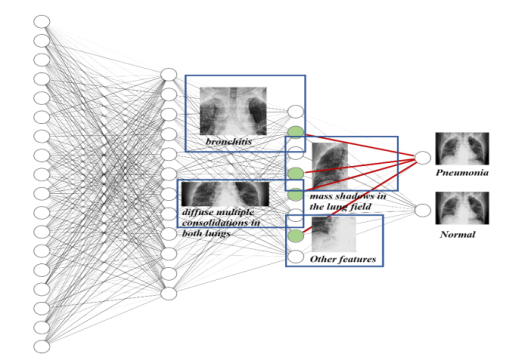 bronchitis
mass shadows in
the lung field
diffuse multiple
consolidations in
both lungs
Other features
Pneumonia
Normal